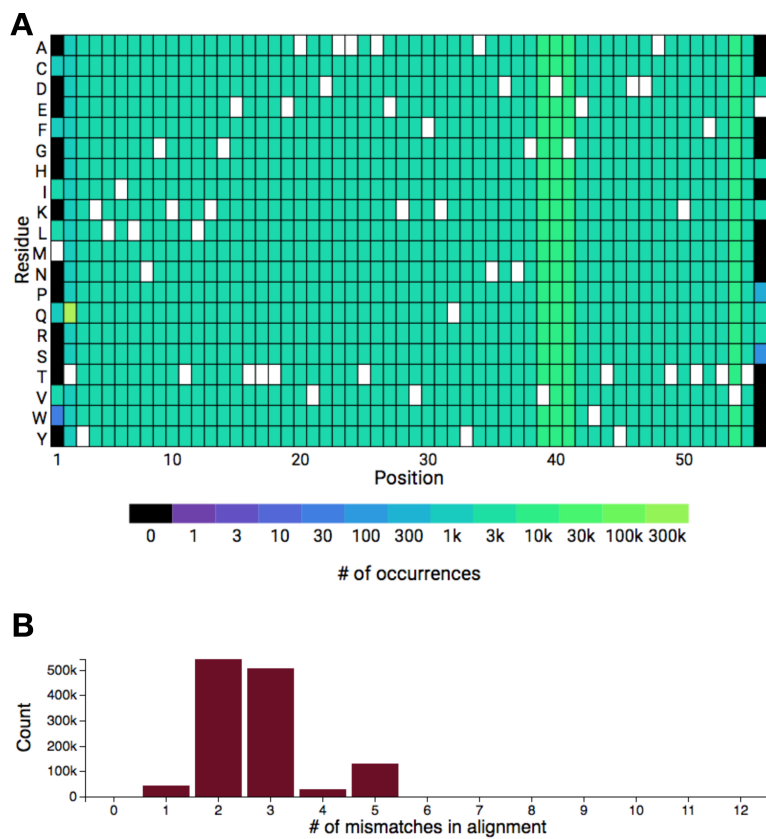 A
A
C
D
E
F
G
H
I
K
L
M
N
P
Q
R
S
T
V
W
Y
Residue
1 10 20 30 40 50
Position
0 1 3 10 30 100 300 1k 3k 10k 30k 100k 300k
# of occurrences
B
Count
500k
400k
300k
200k
100k
0
0 1 2 3 4 5 6 7 8 9 10 11 12
# of mismatches in alignment